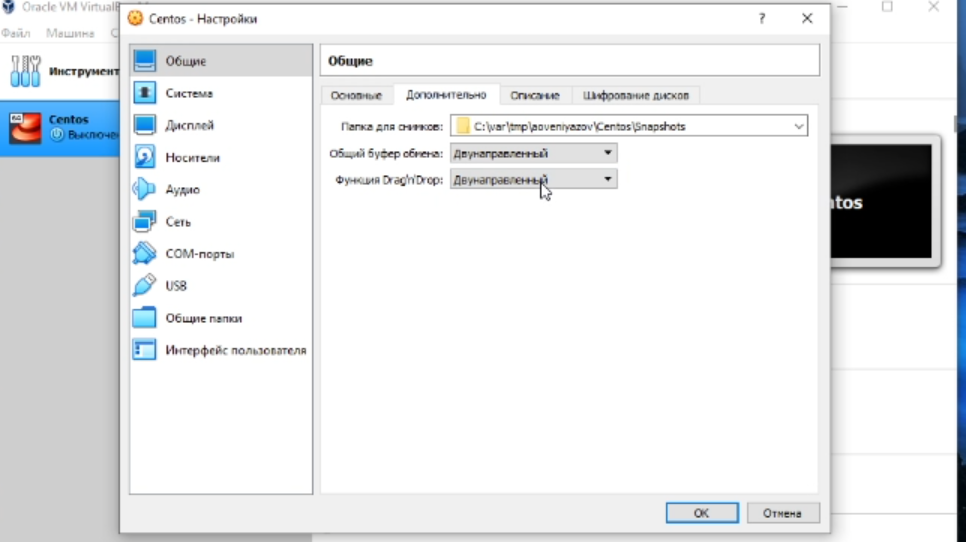 Oracle VM VirtualB
Centos - Настройки
?
Файл Машина С
Инструмент
Centos
Выключе
Общие
Система
Дисплей
Носители
Аудио
Сеть
COM-порты
USB
Общие папки
Интерфейс пользователя
Общие
Основные Дополнительно Описание Шифрование дисков
Папка для снимков: C:\var\tmp\aoveniyazov\Centos\Snapshots
Общий буфер обмена: Двунаправленный
Функция Drag'n'Drop: Двунаправленный
ntos
OK Отмена